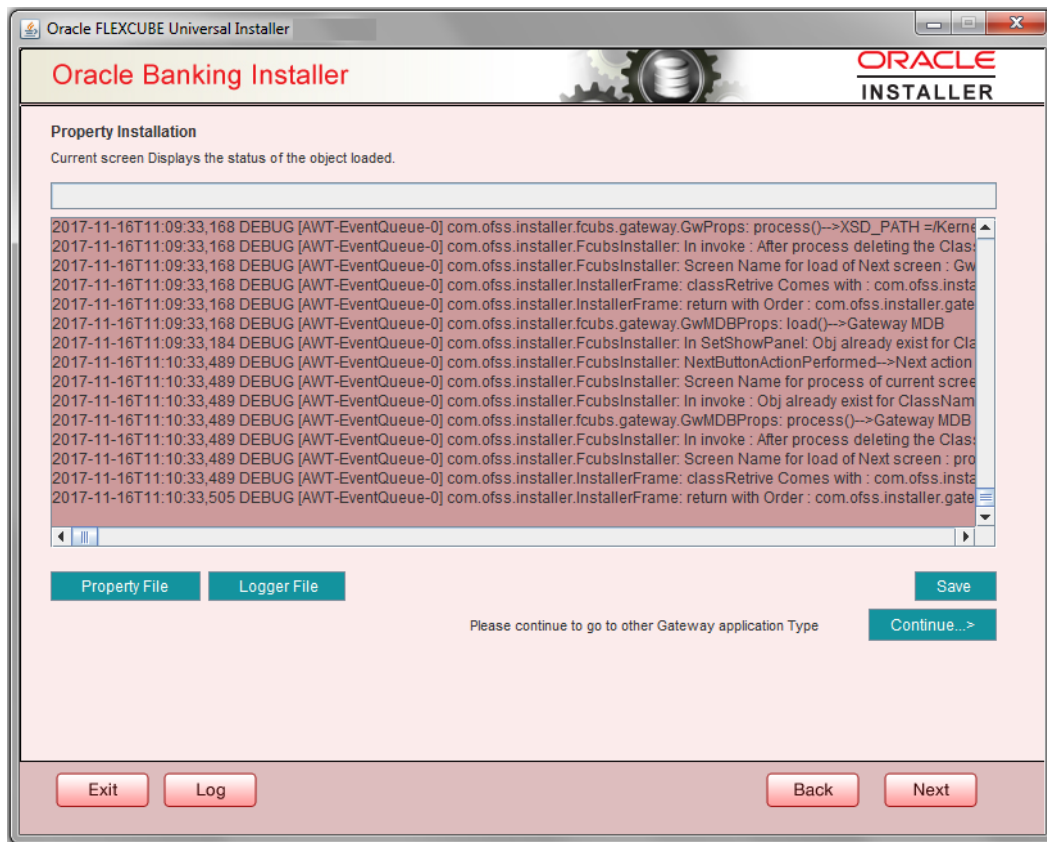 Oracle FLEXCUBE Universal Installer
Oracle Banking Installer
ORACLE
INSTALLER
Property Installation
Current screen Displays the status of the object loaded.
2017-11-16T11:09:33,168 DEBUG [AWT-EventQueue-0] com.ofss.installer.fcubs.gateway.GwProps: process()-->XSD_PATH =/Kerne
2017-11-16T11:09:33,168 DEBUG [AWT-EventQueue-0] com.ofss.installer.FcubsInstaller: In invoke : After process deleting the Clas
2017-11-16T11:09:33,168 DEBUG [AWT-EventQueue-0] com.ofss.installer.FcubsInstaller: Screen Name for load of Next screen : Gw
2017-11-16T11:09:33,168 DEBUG [AWT-EventQueue-0] com.ofss.installer.InstallerFrame: classRetrive Comes with : com.ofss.insta
2017-11-16T11:09:33,168 DEBUG [AWT-EventQueue-0] com.ofss.installer.InstallerFrame: return with Order : com.ofss.installer.gate
2017-11-16T11:09:33,168 DEBUG [AWT-EventQueue-0] com.ofss.installer.fcubs.gateway.GwMDBProps: load()-->Gateway MDB
2017-11-16T11:09:33,184 DEBUG [AWT-EventQueue-0] com.ofss.installer.FcubsInstaller: In SetShowPanel: Obj already exist for Cla
2017-11-16T11:10:33,489 DEBUG [AWT-EventQueue-0] com.ofss.installer.FcubsInstaller: NextButtonActionPerformed-->Next action
2017-11-16T11:10:33,489 DEBUG [AWT-EventQueue-0] com.ofss.installer.FcubsInstaller: Screen Name for process of current scree
2017-11-16T11:10:33,489 DEBUG [AWT-EventQueue-0] com.ofss.installer.FcubsInstaller: In invoke : Obj already exist for ClassNam
2017-11-16T11:10:33,489 DEBUG [AWT-EventQueue-0] com.ofss.installer.fcubs.gateway.GwMDBProps: process()-->Gateway MDB
2017-11-16T11:10:33,489 DEBUG [AWT-EventQueue-0] com.ofss.installer.FcubsInstaller: In invoke : After process deleting the Clas
2017-11-16T11:10:33,489 DEBUG [AWT-EventQueue-0] com.ofss.installer.FcubsInstaller: Screen Name for load of Next screen : pro
2017-11-16T11:10:33,489 DEBUG [AWT-EventQueue-0] com.ofss.installer.InstallerFrame: classRetrive Comes with : com.ofss.insta
2017-11-16T11:10:33,505 DEBUG [AWT-EventQueue-0] com.ofss.installer.InstallerFrame: return with Order : com.ofss.installer.gate
Property File Logger File Save
Please continue to go to other Gateway application Type Continue...>
Exit Log Back Next